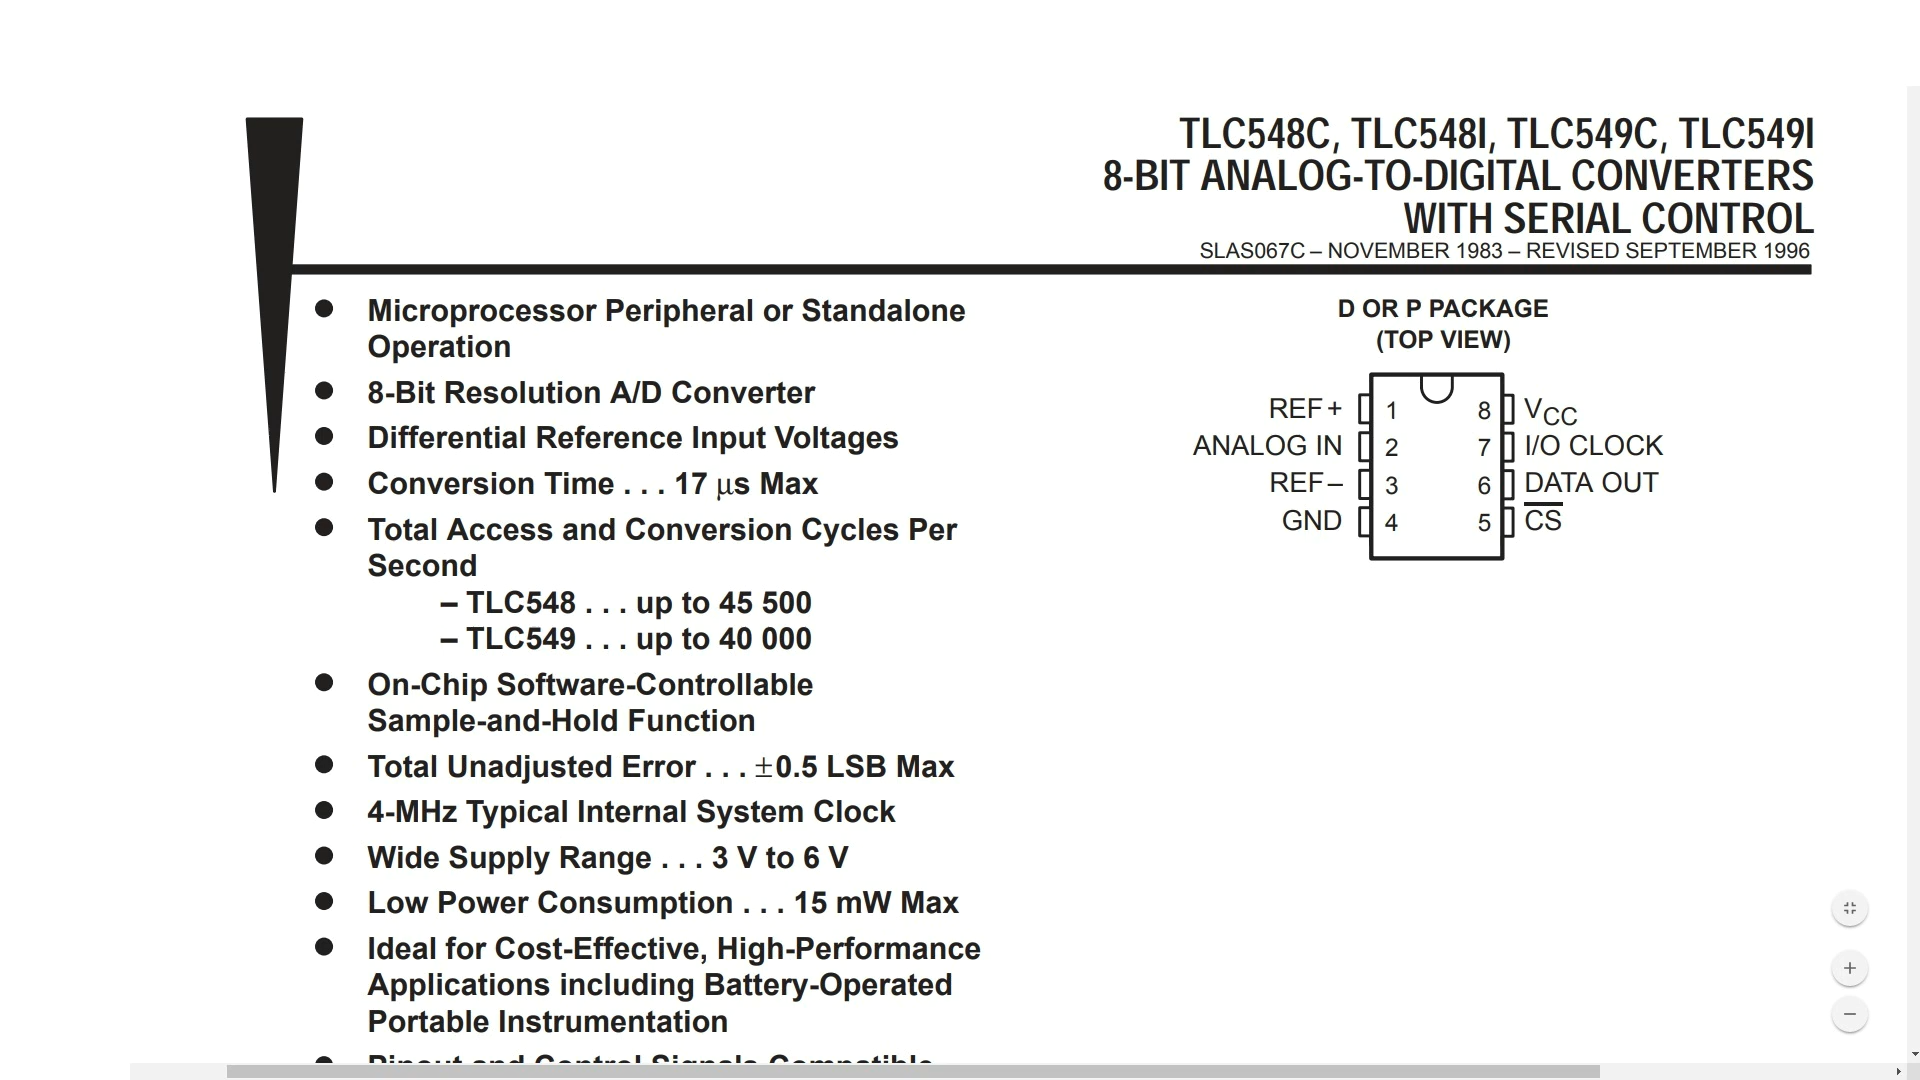 TLC548C, TLC548I, TLC549C, TLC549I
8-BIT ANALOG-TO-DIGITAL CONVERTERS
WITH SERIAL CONTROL
SLAS067C – NOVEMBER 1983 – REVISED SEPTEMBER 1996
● Microprocessor Peripheral or Standalone
Operation
● 8-Bit Resolution A/D Converter
● Differential Reference Input Voltages
● Conversion Time . . . 17 μs Max
● Total Access and Conversion Cycles Per
Second
– TLC548 . . . up to 45 500
– TLC549 . . . up to 40 000
● On-Chip Software-Controllable
Sample-and-Hold Function
● Total Unadjusted Error . . . ±0.5 LSB Max
● 4-MHz Typical Internal System Clock
● Wide Supply Range . . . 3 V to 6 V
● Low Power Consumption . . . 15 mW Max
● Ideal for Cost-Effective, High-Performance
Applications including Battery-Operated
Portable Instrumentation
● Pinout and Control Signals Compatible
D OR P PACKAGE
(TOP VIEW)
REF+ 1 8 VCC
ANALOG IN 2 7 I/O CLOCK
REF– 3 6 DATA OUT
GND 4 5 C̅S̅